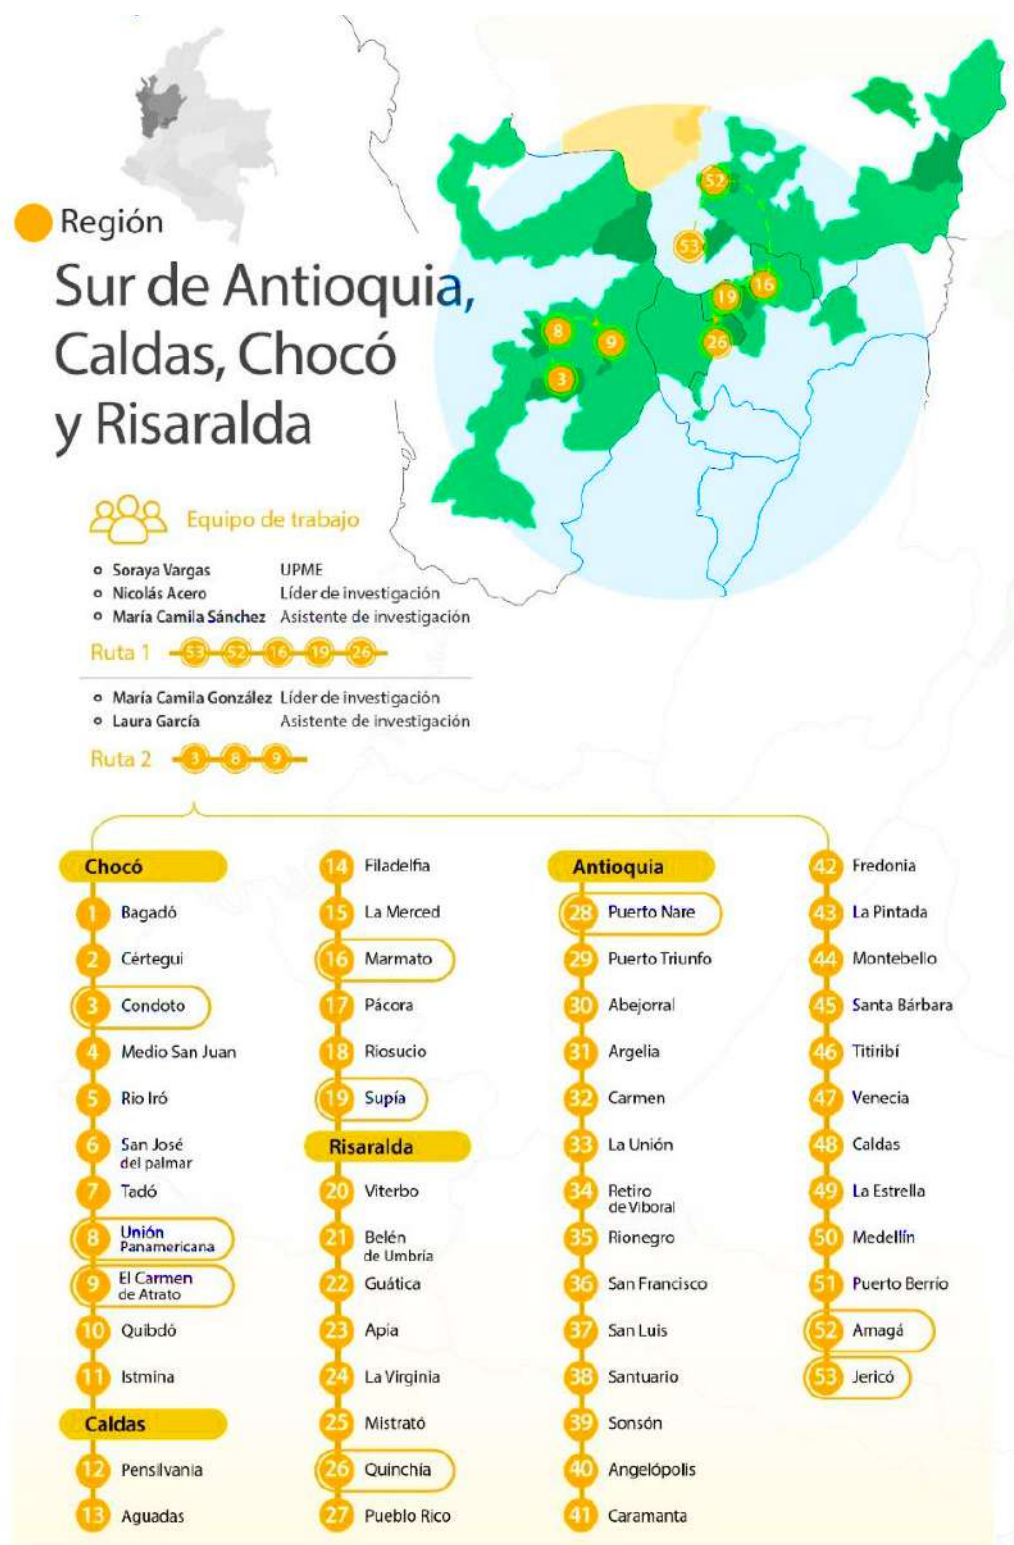 Región
Sur de Antioquia,
Caldas, Chocó
y Risaralda
52
53
16
19
8
9
26
3
Equipo de trabajo
Soraya Vargas UPME
Nicolás Acero Líder de investigación
María Camila Sánchez Asistente de investigación
Ruta 1 53 52 16 19 26
María Camila González Líder de investigación
Laura García Asistente de investigación
Ruta 2 3 8 9
Chocó
1 Bagadó
2 Cértegui
3 Condoto
4 Medio San Juan
5 Rio Iró
6 San José
del palmar
7 Tadó
8 Unión
Panamericana
9 El Carmen
de Atrato
10 Quibdó
11 Istmina
Caldas
12 Pensilvania
13 Aguadas
14 Filadelfia
15 La Merced
16 Marmato
17 Pácora
18 Riosucio
19 Supía
Risaralda
20 Viterbo
21 Belén
de Umbría
22 Guática
23 Apía
24 La Virginia
25 Mistrató
26 Quinchía
27 Pueblo Rico
Antioquia
28 Puerto Nare
29 Puerto Triunfo
30 Abejorral
31 Argelia
32 Carmen
33 La Unión
34 Retiro
de Viboral
35 Rionegro
36 San Francisco
37 San Luis
38 Santuario
39 Sonsón
40 Angelópolis
41 Caramanta
42 Fredonia
43 La Pintada
44 Montebello
45 Santa Bárbara
46 Titiribí
47 Venecia
48 Caldas
49 La Estrella
50 Medellín
51 Puerto Berrío
52 Amagá
53 Jericó